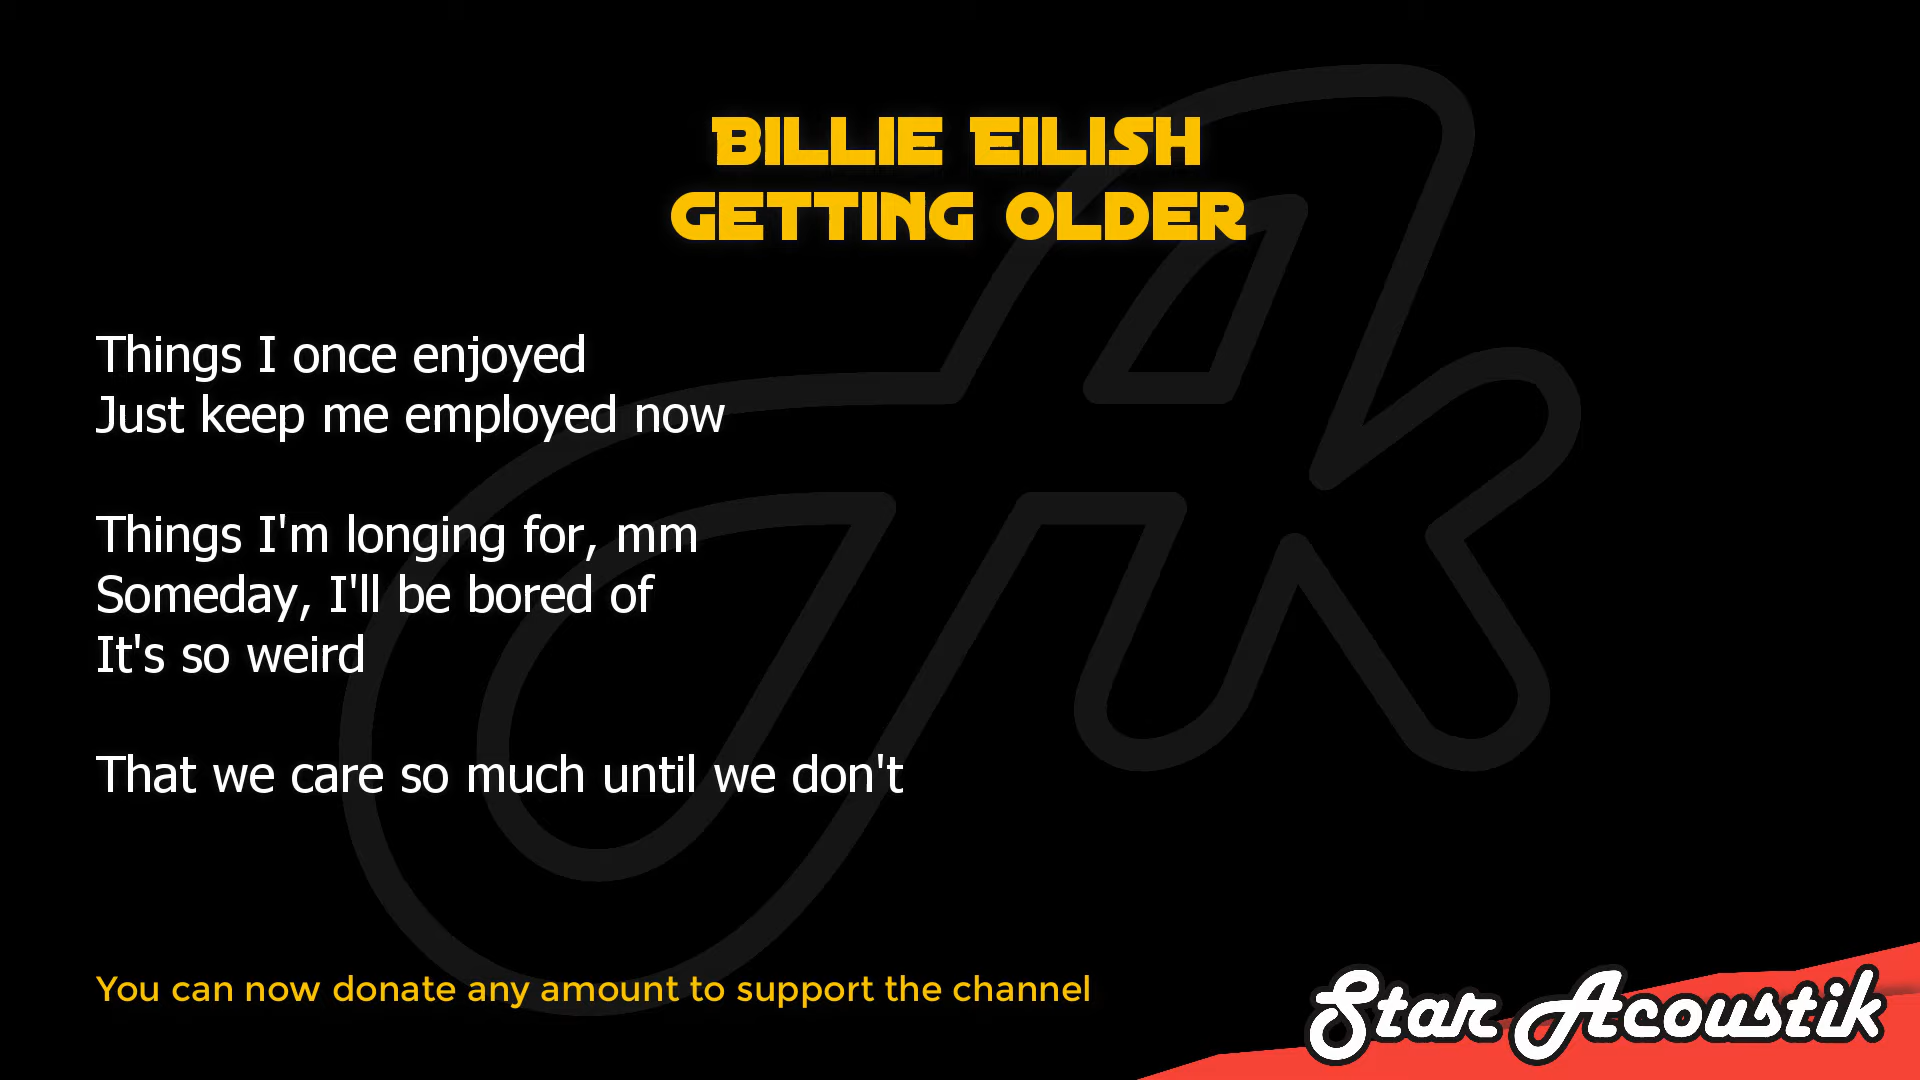 BILLIE EILISH
GETTING OLDER
Things I once enjoyed
Just keep me employed now
Things I'm longing for, mm
Someday, I'll be bored of
It's so weird
That we care so much until we don't
You can now donate any amount to support the channel
Star Acoustik